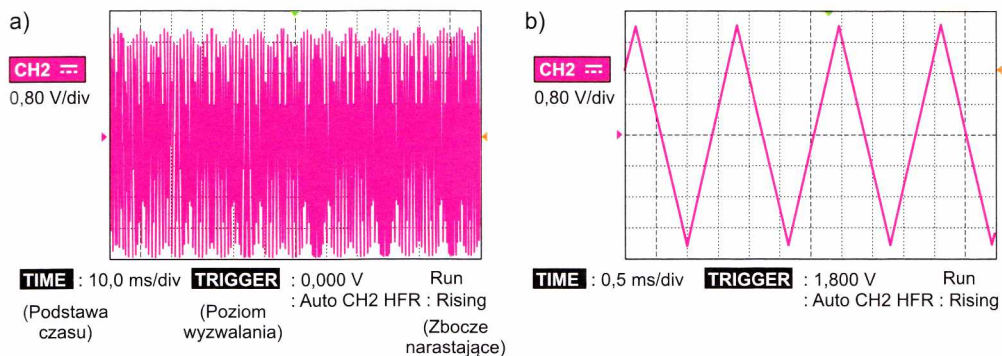 a)
CH2
0,80 V/div
TIME : 10,0 ms/div TRIGGER : 0,000 V Run
: Auto CH2 HFR : Rising
(Podstawa
czasu)
(Poziom
wyzwalania)
(Zbocze
narastające)
b)
CH2
0,80 V/div
TIME : 0,5 ms/div TRIGGER : 1,800 V Run
: Auto CH2 HFR : Rising